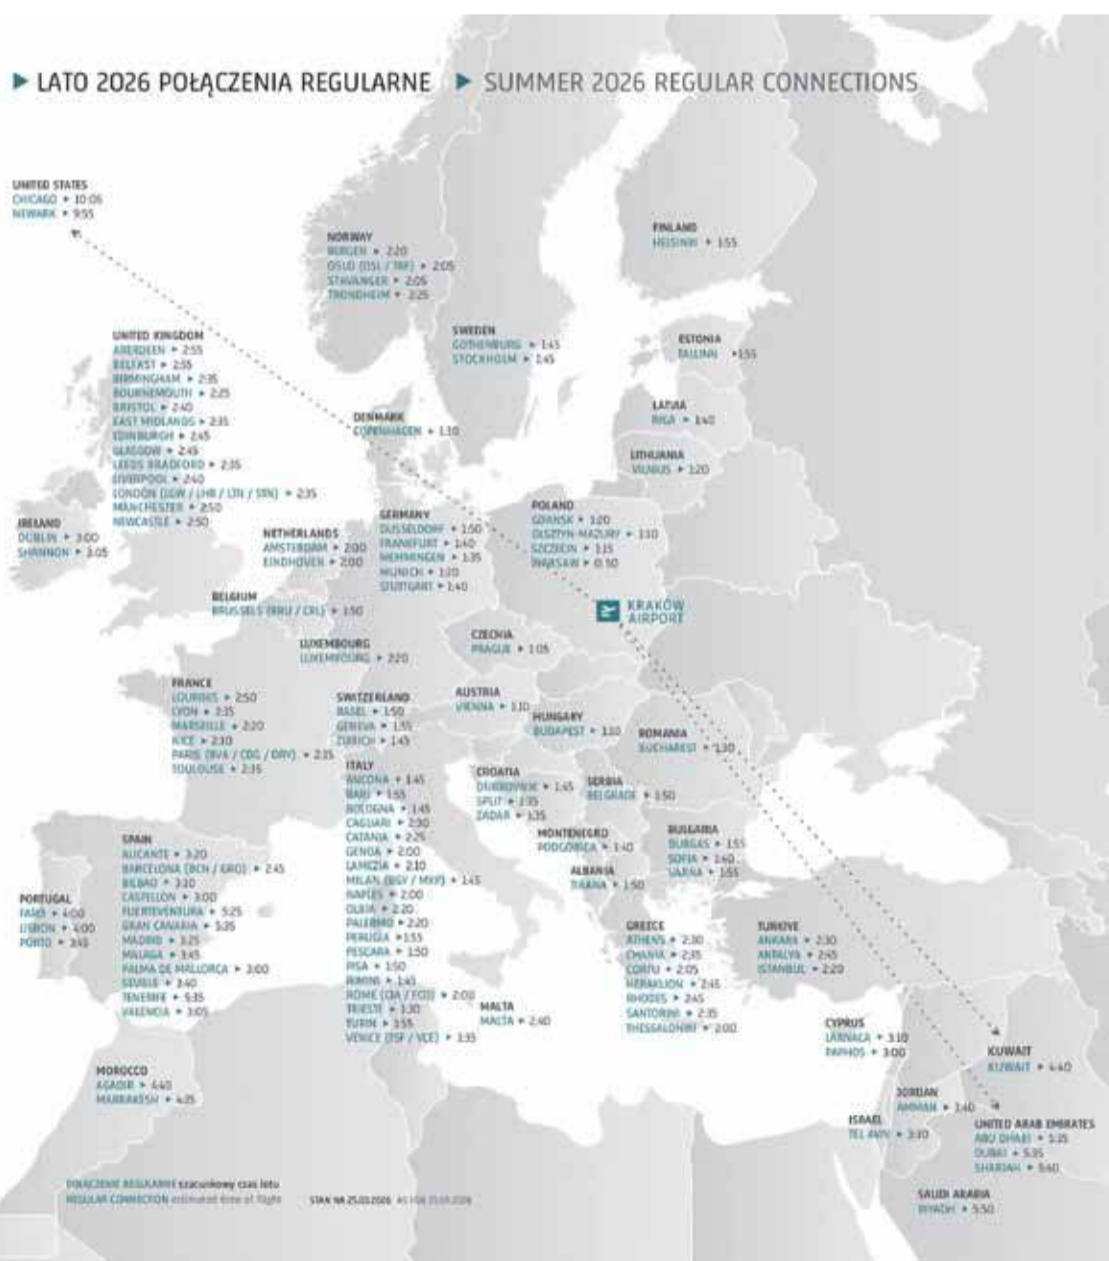 ▶ LATO 2026 POŁĄCZENIA REGULARNE ▶ SUMMER 2026 REGULAR CONNECTIONS
UNITED STATES
CHICAGO ▸ 10:05
NEWARK ▸ 9:55
NORWAY
BERGEN ▸ 2:20
OSLO (OSL / TRF) ▸ 2:05
STAVANGER ▸ 2:05
TRONDHEIM ▸ 2:25
FINLAND
HELSINKI ▸ 1:55
SWEDEN
GOTHENBURG ▸ 1:45
STOCKHOLM ▸ 1:45
ESTONIA
TALLINN ▸ 1:55
UNITED KINGDOM
ABERDEEN ▸ 2:55
BELFAST ▸ 2:55
BIRMINGHAM ▸ 2:35
BOURNEMOUTH ▸ 2:25
BRISTOL ▸ 2:40
EAST MIDLANDS ▸ 2:35
EDINBURGH ▸ 2:45
GLASGOW ▸ 2:45
LEEDS BRADFORD ▸ 2:35
LIVERPOOL ▸ 2:40
LONDON (LGW / LHR / LTN / STN) ▸ 2:35
MANCHESTER ▸ 2:50
NEWCASTLE ▸ 2:50
DENMARK
COPENHAGEN ▸ 1:30
LATVIA
RIGA ▸ 1:40
LITHUANIA
VILNIUS ▸ 1:20
IRELAND
DUBLIN ▸ 3:00
SHANNON ▸ 3:05
NETHERLANDS
AMSTERDAM ▸ 2:00
EINDHOVEN ▸ 2:00
GERMANY
DUSSELDORF ▸ 1:50
FRANKFURT ▸ 1:40
MEMMINGEN ▸ 1:35
MUNICH ▸ 1:20
STUTTGART ▸ 1:40
POLAND
GDANSK ▸ 1:20
OLSZTYN-MAZURY ▸ 1:10
SZCZECIN ▸ 1:15
WARSAW ▸ 0:50
KRAKÓW
AIRPORT
BELGIUM
BRUSSELS (BRU / CRL) ▸ 1:50
LUXEMBOURG
LUXEMBOURG ▸ 2:20
CZECHIA
PRAGUE ▸ 1:05
FRANCE
LOURDES ▸ 2:50
LYON ▸ 2:15
MARSEILLE ▸ 2:20
NICE ▸ 2:10
PARIS (BVA / CDG / ORY) ▸ 2:25
TOULOUSE ▸ 2:35
SWITZERLAND
BASEL ▸ 1:50
GENEVA ▸ 1:55
ZURICH ▸ 1:45
AUSTRIA
VIENNA ▸ 1:10
HUNGARY
BUDAPEST ▸ 1:10
ROMANIA
BUCHAREST ▸ 1:30
ITALY
ANCONA ▸ 1:45
BARI ▸ 1:55
BOLOGNA ▸ 1:45
CAGLIARI ▸ 2:30
CATANIA ▸ 2:25
GENOA ▸ 2:00
LAMEZIA ▸ 2:10
MILAN (BGY / MXP) ▸ 1:45
NAPLES ▸ 2:00
OLBIA ▸ 2:20
PALERMO ▸ 2:20
PERUGIA ▸ 1:55
PESCARA ▸ 1:50
PISA ▸ 1:50
RIMINI ▸ 1:45
ROME (CIA / FCO) ▸ 2:00
TRIESTE ▸ 1:30
TURIN ▸ 1:55
VENICE (TSF / VCE) ▸ 1:35
CROATIA
DUBROVNIK ▸ 1:45
SPLIT ▸ 1:35
ZADAR ▸ 1:35
SERBIA
BELGRADE ▸ 1:50
MONTENEGRO
PODGORICA ▸ 1:40
BULGARIA
BURGAS ▸ 1:55
SOFIA ▸ 1:40
VARNA ▸ 1:55
ALBANIA
TIRANA ▸ 1:50
SPAIN
ALICANTE ▸ 3:20
BARCELONA (BCN / GRO) ▸ 2:45
BILBAO ▸ 3:10
CASTELLON ▸ 3:00
FUERTEVENTURA ▸ 5:25
GRAN CANARIA ▸ 5:35
MADRID ▸ 3:25
MALAGA ▸ 3:45
PALMA DE MALLORCA ▸ 3:00
SEVILLE ▸ 3:40
TENERIFE ▸ 5:35
VALENCIA ▸ 3:05
PORTUGAL
FARO ▸ 4:00
LISBON ▸ 4:00
PORTO ▸ 3:45
GREECE
ATHENS ▸ 2:30
CHANIA ▸ 2:35
CORFU ▸ 2:05
HERAKLION ▸ 2:45
RHODES ▸ 2:45
SANTORINI ▸ 2:35
THESSALONIKI ▸ 2:00
TURKIYE
ANKARA ▸ 2:30
ANTALYA ▸ 2:45
ISTANBUL ▸ 2:20
MALTA
MALTA ▸ 2:40
CYPRUS
LARNACA ▸ 3:10
PAPHOS ▸ 3:00
KUWAIT
KUWAIT ▸ 4:40
MOROCCO
AGADIR ▸ 4:40
MARRAKESH ▸ 4:25
JORDAN
AMMAN ▸ 3:40
ISRAEL
TEL AVIV ▸ 3:30
UNITED ARAB EMIRATES
ABU DHABI ▸ 5:35
DUBAI ▸ 5:35
SHARJAH ▸ 5:40
SAUDI ARABIA
RIYADH ▸ 5:50
POŁĄCZENIE REGULARNE szacunkowy czas lotu
REGULAR CONNECTION estimated time of flight
STAN NA 25.03.2026 AS FOR 25.03.2026